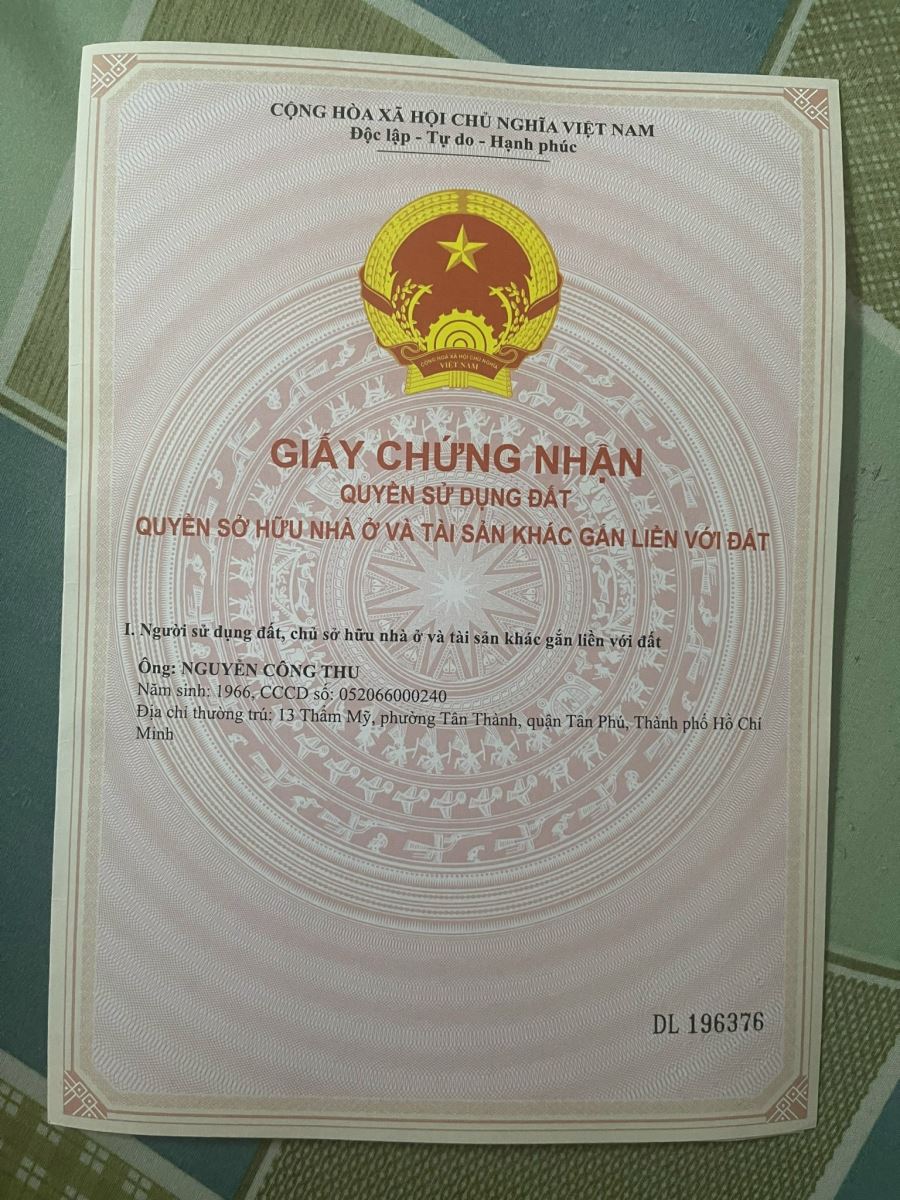 CỘNG HÒA XÃ HỘI CHỦ NGHĨA VIỆT NAM
Độc lập - Tự do - Hạnh phúc
CỘNG HÒA XÃ HỘI CHỦ NGHĨA
VIỆT NAM
GIẤY CHỨNG NHẬN
QUYỀN SỬ DỤNG ĐẤT
QUYỀN SỞ HỮU NHÀ Ở VÀ TÀI SẢN KHÁC GẮN LIỀN VỚI ĐẤT
I. Người sử dụng đất, chủ sở hữu nhà ở và tài sản khác gắn liền với đất
Ông: NGUYỄN CÔNG THU
Năm sinh: 1966, CCCD số: 052066000240
Địa chỉ thường trú: 13 Thẩm Mỹ, phường Tân Thành, quận Tân Phú, Thành phố Hồ Chí
Minh
DL 196376